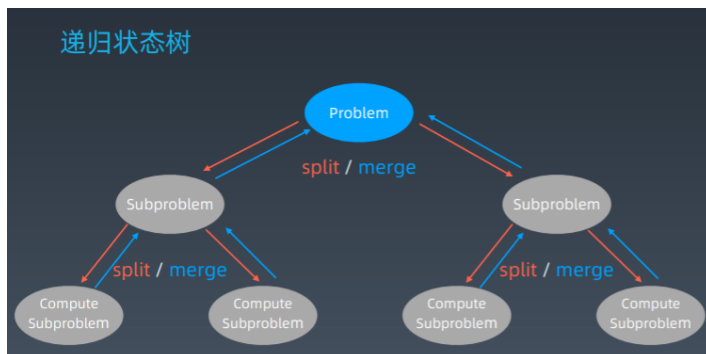 递归状态树
Problem
split / merge
Subproblem
Subproblem
split / merge
split / merge
Compute
Subproblem
Compute
Subproblem
Compute
Subproblem
Compute
Subproblem